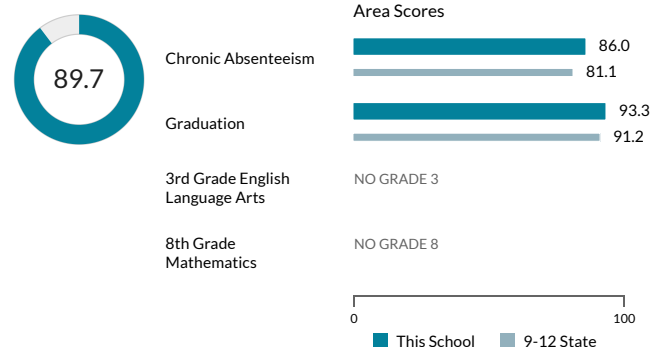 89.7
Area Scores
Chronic Absenteeism
86.0
81.1
Graduation
93.3
91.2
3rd Grade English
Language Arts
NO GRADE 3
8th Grade
Mathematics
NO GRADE 8
0 100
This School 9-12 State